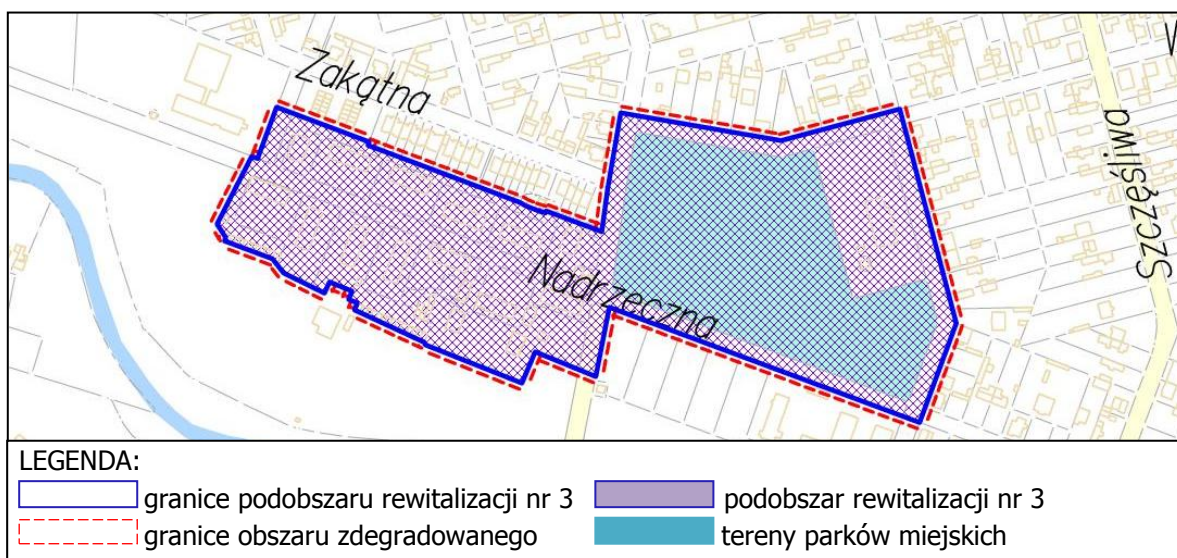 Zakątna
Nadrzeczna
Szczęśliwa
LEGENDA:
granice podobszaru rewitalizacji nr 3
podobszar rewitalizacji nr 3
granice obszaru zdegradowanego
tereny parków miejskich